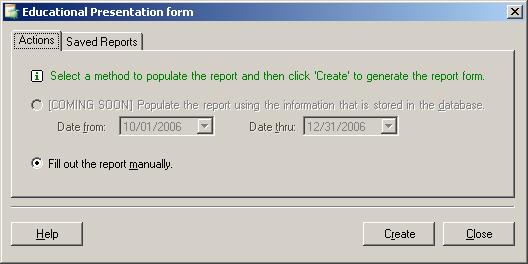 Educational Presentation form
Actions Saved Reports
Select a method to populate the report and then click 'Create' to generate the report form.
[COMING SOON] Populate the report using the information that is stored in the database.
Date from: 10/01/2006 Date thru: 12/31/2006
Fill out the report manually.
Help Create Close